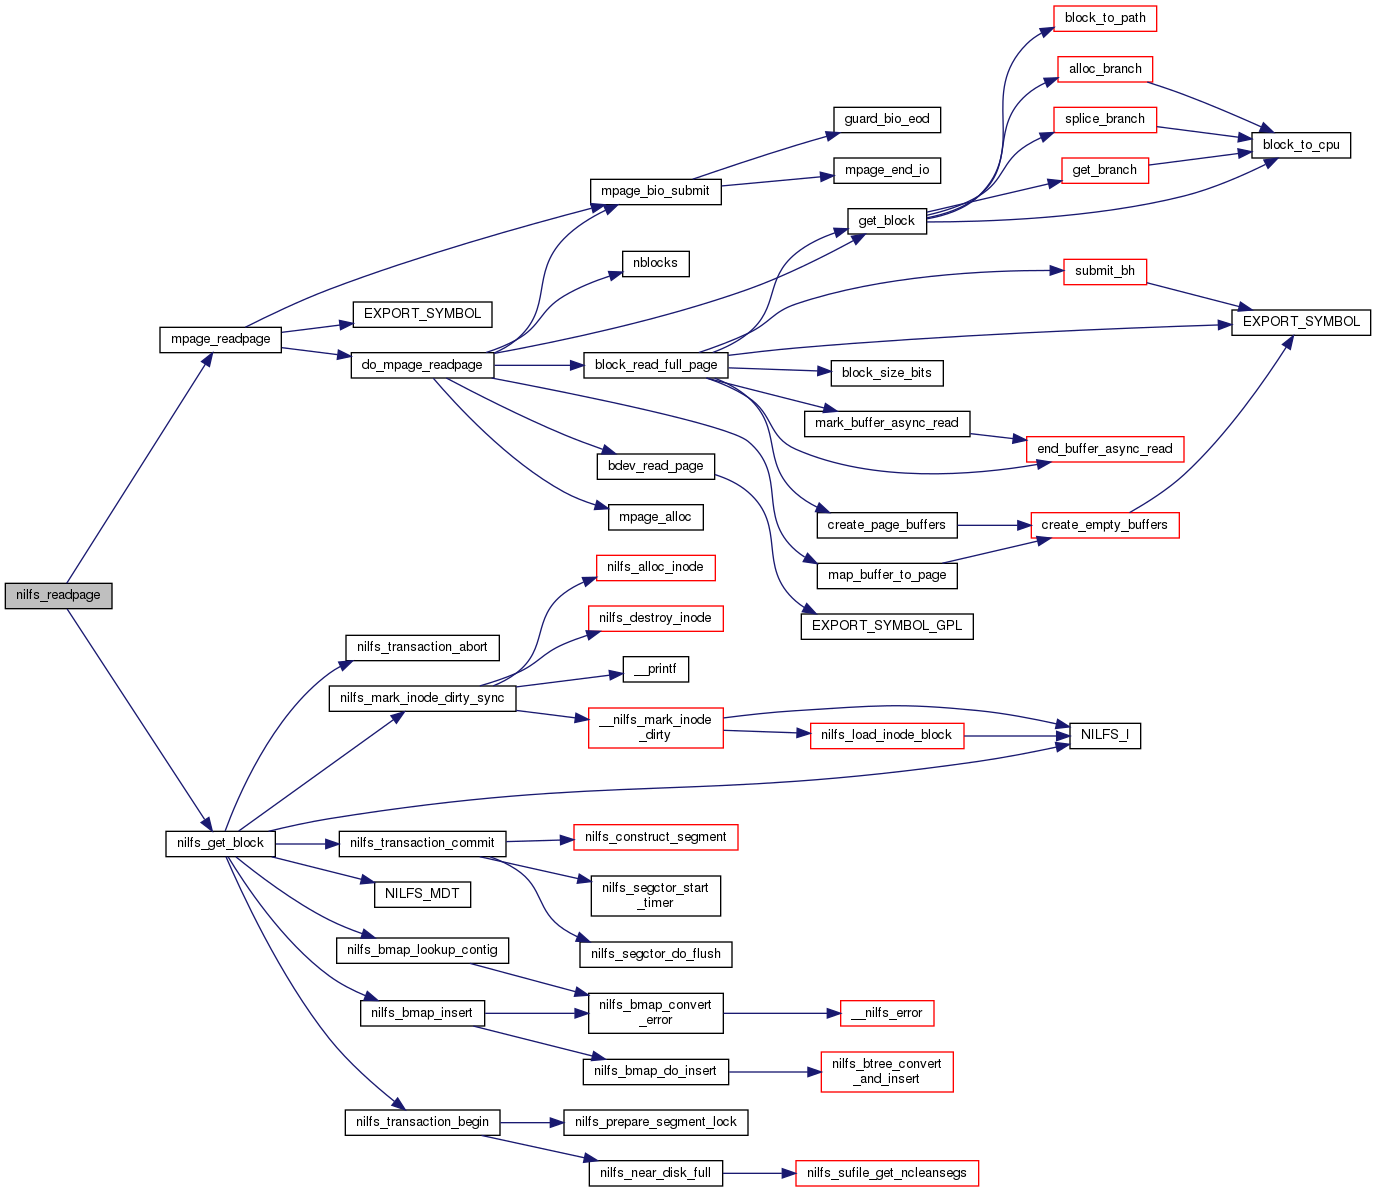 block_to_path
alloc_branch
guard_bio_eod
splice_branch
block_to_cpu
mpage_end_io
get_branch
mpage_bio_submit
get_block
nblocks
submit_bh
EXPORT_SYMBOL
EXPORT_SYMBOL
mpage_readpage
do_mpage_readpage
block_read_full_page
block_size_bits
mark_buffer_async_read
end_buffer_async_read
bdev_read_page
mpage_alloc
create_page_buffers
create_empty_buffers
nilfs_alloc_inode
map_buffer_to_page
nilfs_readpage
nilfs_destroy_inode
EXPORT_SYMBOL_GPL
nilfs_transaction_abort
__printf
nilfs_mark_inode_dirty_sync
__nilfs_mark_inode
_dirty
nilfs_load_inode_block
NILFS_I
nilfs_get_block
nilfs_transaction_commit
nilfs_construct_segment
NILFS_MDT
nilfs_segctor_start
_timer
nilfs_bmap_lookup_contig
nilfs_segctor_do_flush
nilfs_bmap_insert
nilfs_bmap_convert
_error
__nilfs_error
nilfs_bmap_do_insert
nilfs_btree_convert
_and_insert
nilfs_transaction_begin
nilfs_prepare_segment_lock
nilfs_near_disk_full
nilfs_sufile_get_ncleansegs